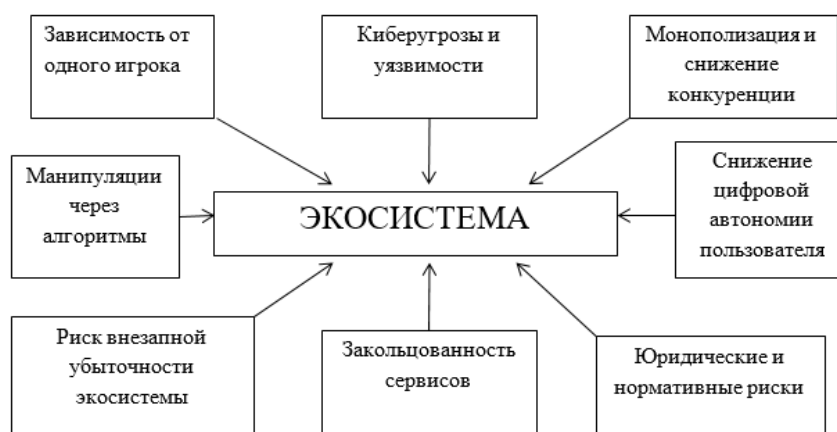 Зависимость от
одного игрока
Киберугрозы и
уязвимости
Монополизация и
снижение
конкуренции
Манипуляции
через
алгоритмы
ЭКОСИСТЕМА
Снижение
цифровой
автономии
пользователя
Риск внезапной
убыточности
экосистемы
Закольцованность
сервисов
Юридические и
нормативные риски